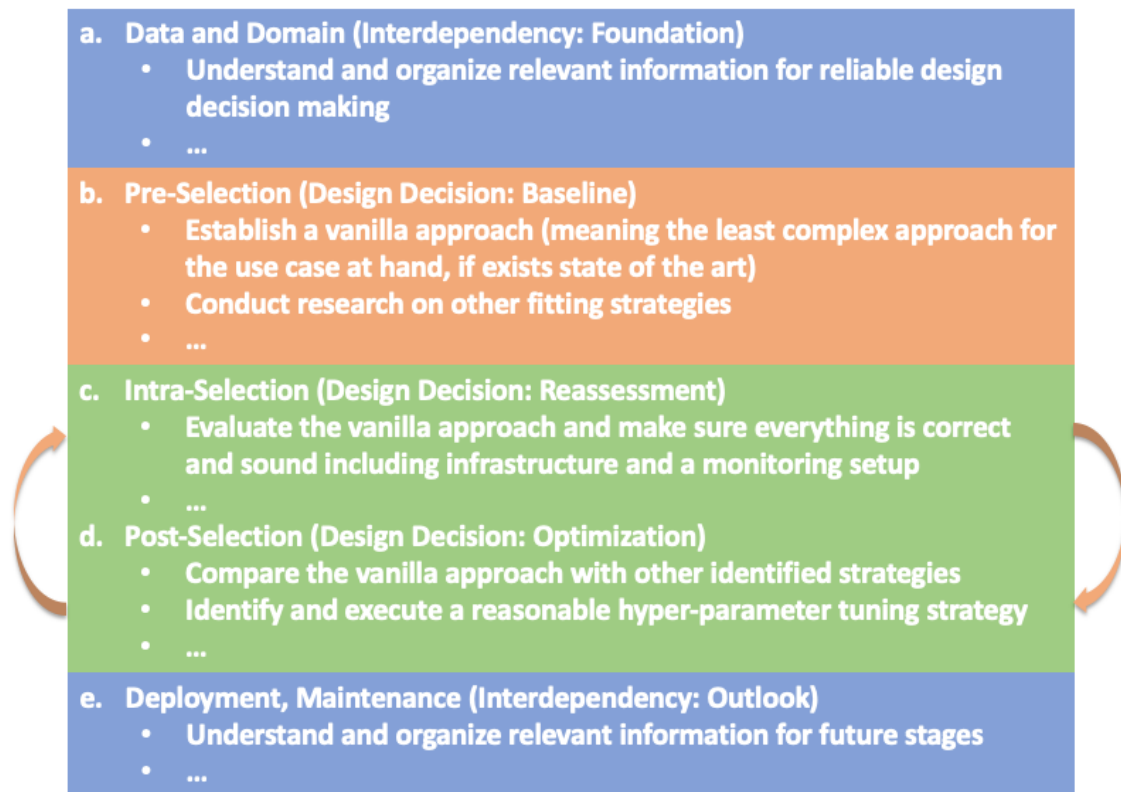 a. Data and Domain (Interdependency: Foundation)
• Understand and organize relevant information for reliable design
decision making
• ...
b. Pre-Selection (Design Decision: Baseline)
• Establish a vanilla approach (meaning the least complex approach for
the use case at hand, if exists state of the art)
• Conduct research on other fitting strategies
• ...
c. Intra-Selection (Design Decision: Reassessment)
• Evaluate the vanilla approach and make sure everything is correct
and sound including infrastructure and a monitoring setup
• ...
d. Post-Selection (Design Decision: Optimization)
• Compare the vanilla approach with other identified strategies
• Identify and execute a reasonable hyper-parameter tuning strategy
• ...
e. Deployment, Maintenance (Interdependency: Outlook)
• Understand and organize relevant information for future stages
• ...